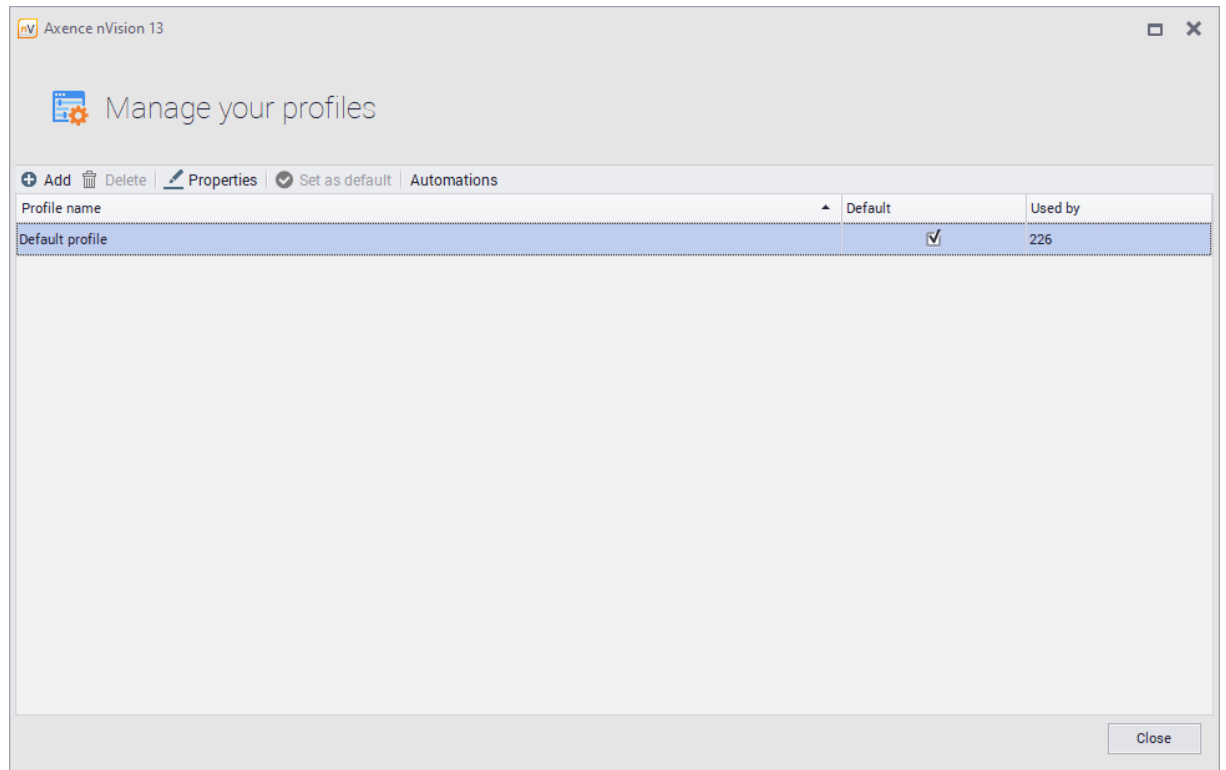 nV Axence nVision 13
Manage your profiles
Add Delete Properties Set as default Automations
Profile name Default Used by
Default profile 226
Close